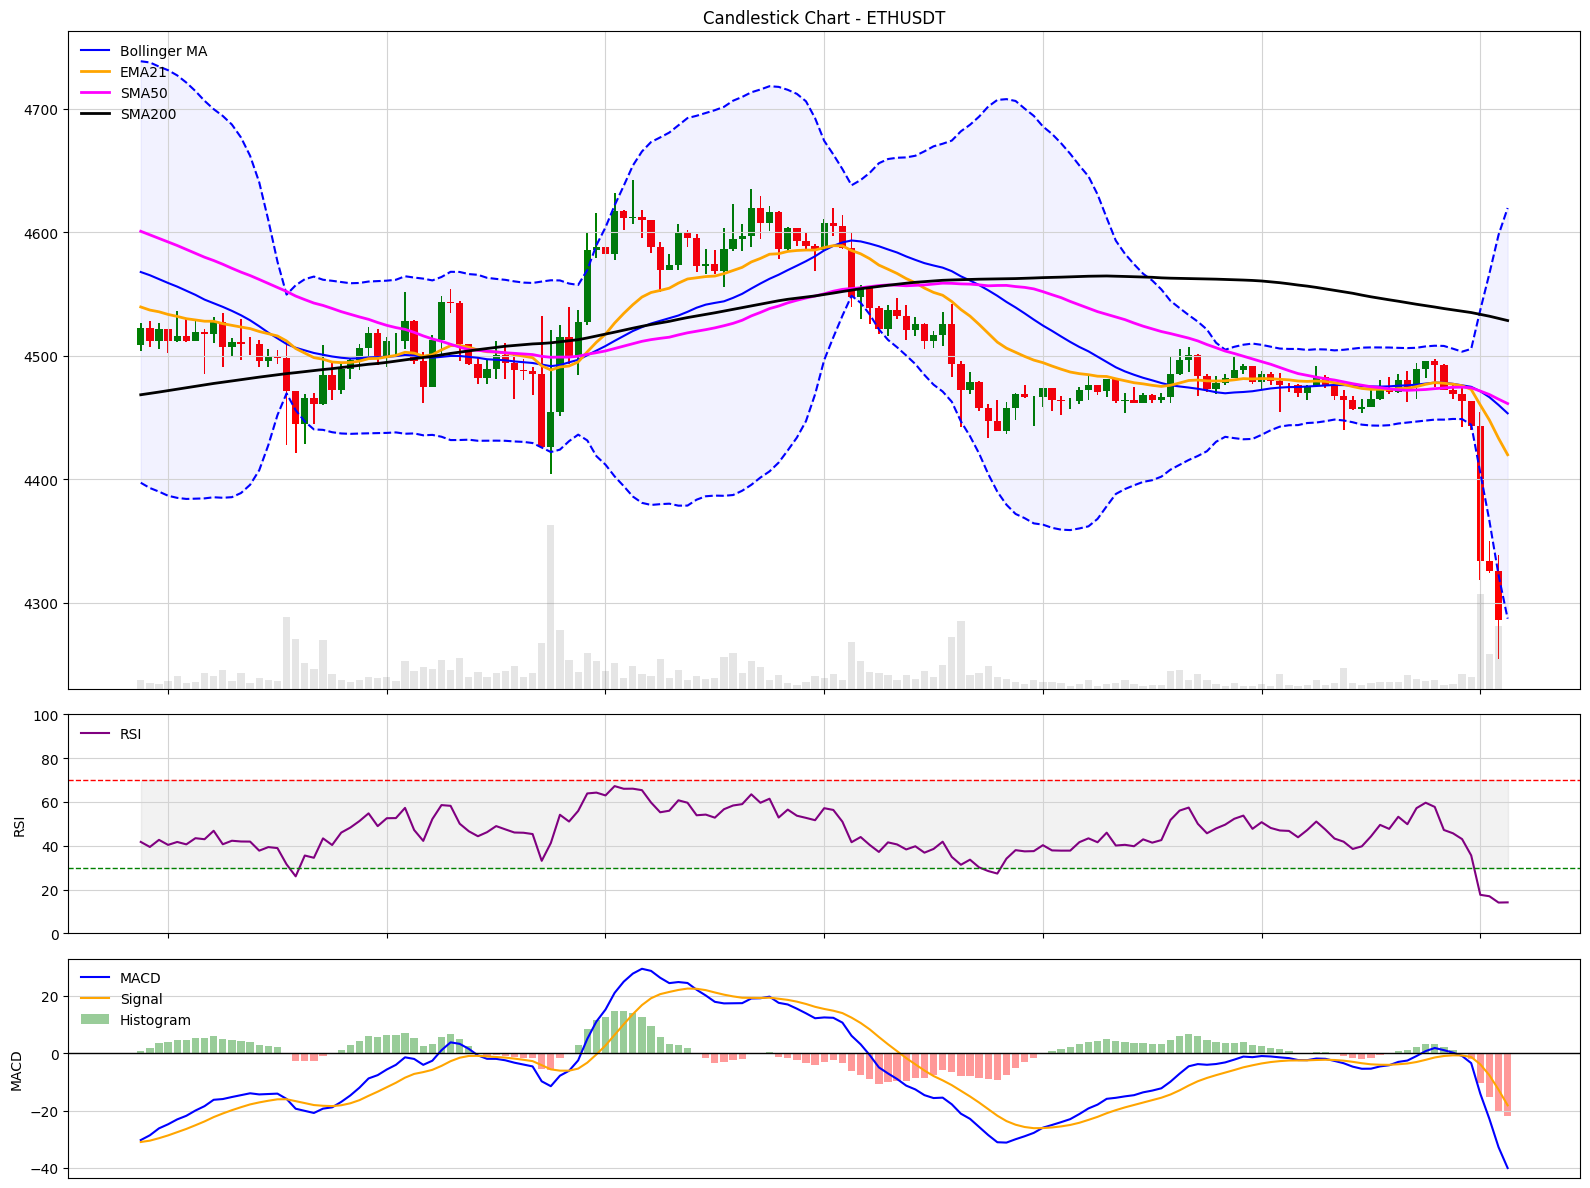 Candlestick Chart - ETHUSDT
Bollinger MA
EMA21
SMA50
SMA200
4700
4600
4500
4400
4300
RSI
100
80
60
40
20
0
RSI
MACD
Signal
Histogram
20
0
−20
−40
MACD